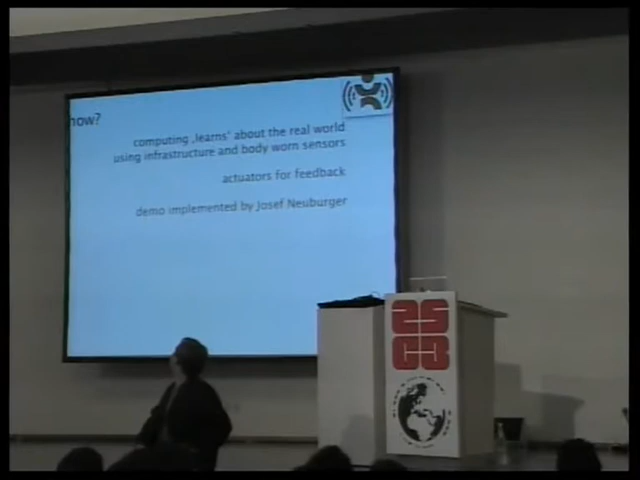 how?
computing „learns" about the real world
using infrastructure and body worn sensors
actuators for feedback
demo implemented by Josef Neuburger
25
C3